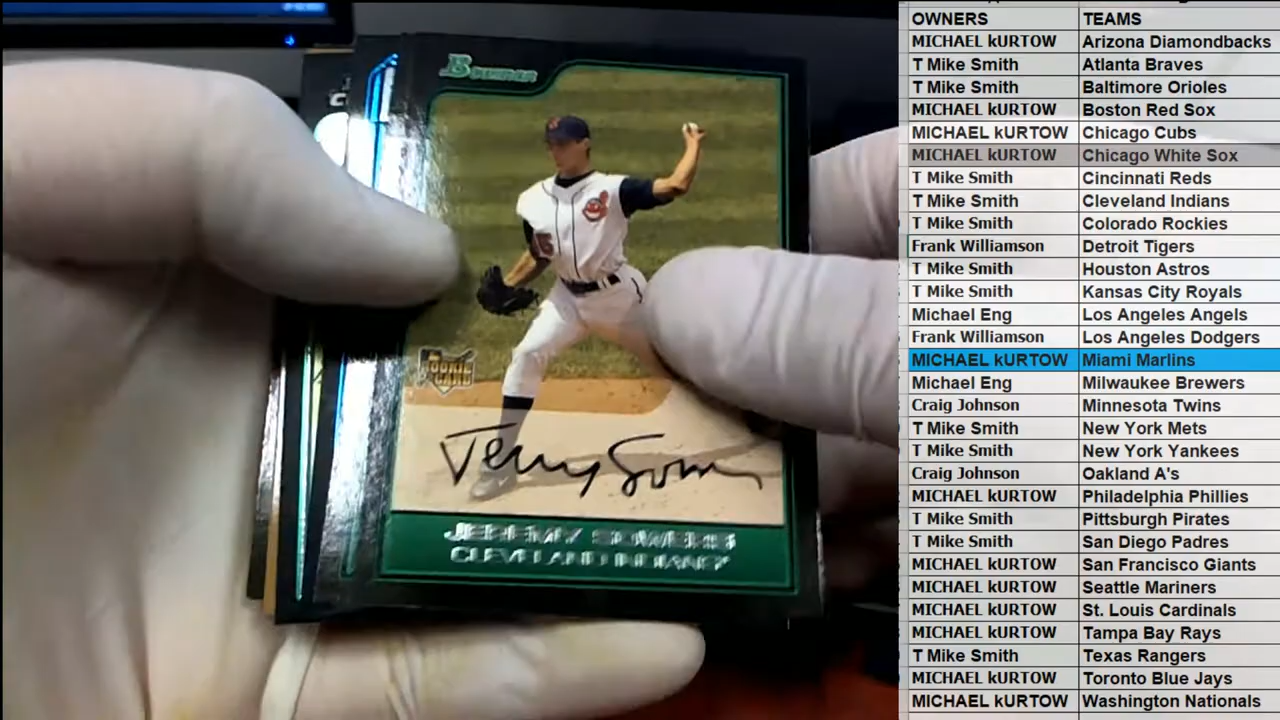 Bowman
ROOKIE CARD
Jeremy Sowers
JEREMY SOWERS
CLEVELAND INDIANS
OWNERS TEAMS
MICHAEL kURTOW Arizona Diamondbacks
T Mike Smith Atlanta Braves
T Mike Smith Baltimore Orioles
MICHAEL kURTOW Boston Red Sox
MICHAEL kURTOW Chicago Cubs
MICHAEL kURTOW Chicago White Sox
T Mike Smith Cincinnati Reds
T Mike Smith Cleveland Indians
T Mike Smith Colorado Rockies
Frank Williamson Detroit Tigers
T Mike Smith Houston Astros
T Mike Smith Kansas City Royals
Michael Eng Los Angeles Angels
Frank Williamson Los Angeles Dodgers
MICHAEL kURTOW Miami Marlins
Michael Eng Milwaukee Brewers
Craig Johnson Minnesota Twins
T Mike Smith New York Mets
T Mike Smith New York Yankees
Craig Johnson Oakland A's
MICHAEL kURTOW Philadelphia Phillies
T Mike Smith Pittsburgh Pirates
T Mike Smith San Diego Padres
MICHAEL kURTOW San Francisco Giants
MICHAEL kURTOW Seattle Mariners
MICHAEL kURTOW St. Louis Cardinals
MICHAEL kURTOW Tampa Bay Rays
T Mike Smith Texas Rangers
MICHAEL kURTOW Toronto Blue Jays
MICHAEL kURTOW Washington Nationals